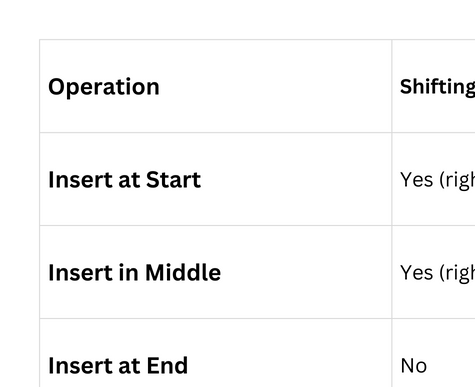 Operation Shifting
Insert at Start Yes
Insert in Middle Yes
Insert at End No